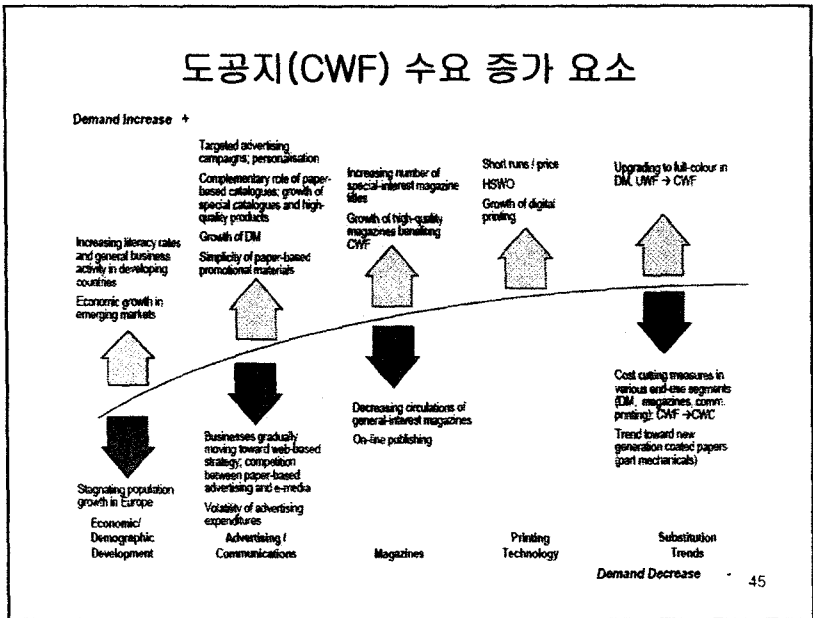 도공지(CWF) 수요 증가 요소
Demand Increase +
Increasing literacy rates
and general business
activity in developing
countries
Economic growth in
emerging markets
Targeted advertising
campaigns; personalisation
Complementary role of paper-
based catalogues; growth of
special catalogues and high-
quality products
Growth of DM
Simplicity of paper-based
promotional materials
Increasing number of
special-interest magazine
titles
Growth of high-quality
magazines benefiting
CWF
Short runs / price
HSWO
Growth of digital
printing
Upgrading to full-colour in
DM, UWF → CWF
Stagnating population
growth in Europe
Businesses gradually
moving toward web-based
strategy; competition
between paper-based
advertising and e-media
Volatility of advertising
expenditures
Decreasing circulations of
general-interest magazines
On-line publishing
Cost cutting measures in
various end-use segments
(DM, magazines, comm.
printing): CWF →CWC
Trend toward new
generation coated papers
(part mechanicals)
Economic/
Demographic
Development
Advertising /
Communications
Magazines
Printing
Technology
Substitution
Trends
Demand Decrease -
45